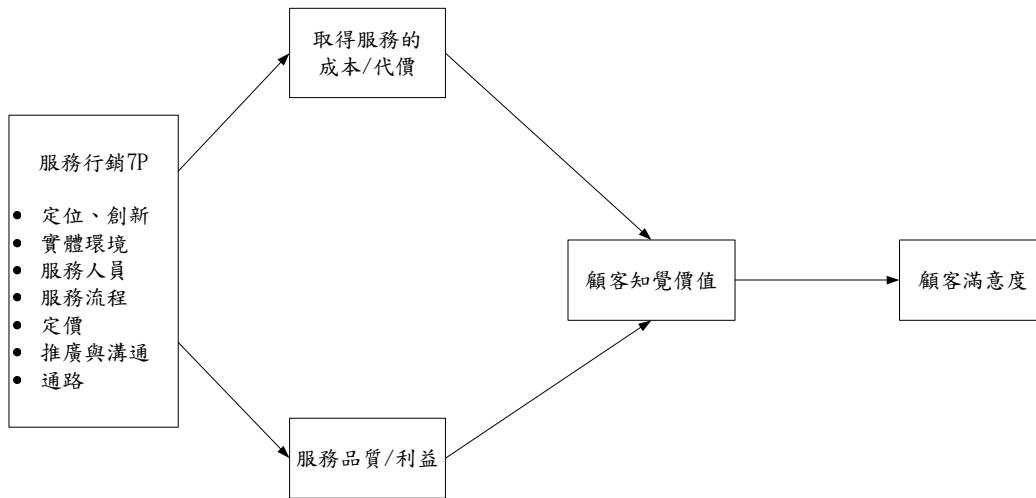 取得服務的
成本/代價
服務行銷7P
• 定位、創新
• 實體環境
• 服務人員
• 服務流程
• 定價
• 推廣與溝通
• 通路
顧客知覺價值
顧客滿意度
服務品質/利益